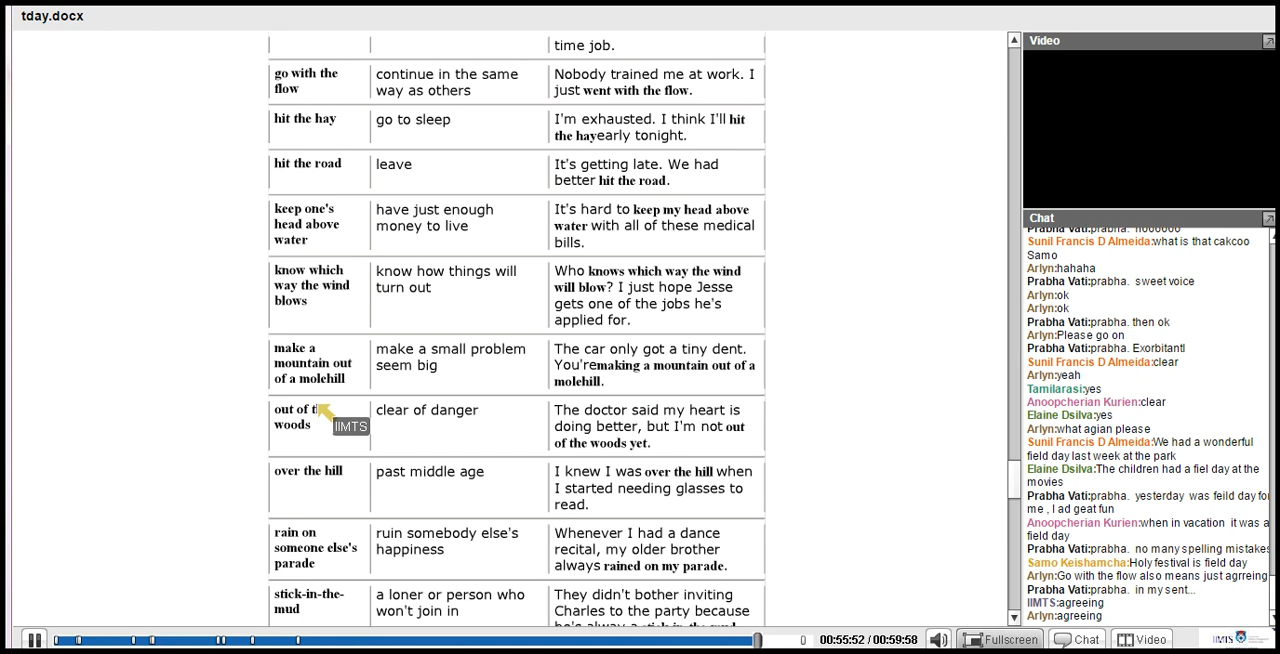 tday.docx
time job.
go with the
flow
continue in the same
way as others
Nobody trained me at work. I
just went with the flow.
hit the hay
go to sleep
I'm exhausted. I think I'll hit
the hayearly tonight.
hit the road
leave
It's getting late. We had
better hit the road.
keep one's
head above
water
have just enough
money to live
It's hard to keep my head above
water with all of these medical
bills.
know which
way the wind
blows
know how things will
turn out
Who knows which way the wind
will blow? I just hope Jesse
gets one of the jobs he's
applied for.
make a
mountain out
of a molehill
make a small problem
seem big
The car only got a tiny dent.
You'remaking a mountain out of a
molehill.
out of t
woods
IIMTS
clear of danger
The doctor said my heart is
doing better, but I'm not out
of the woods yet.
over the hill
past middle age
I knew I was over the hill when
I started needing glasses to
read.
rain on
someone else's
parade
ruin somebody else's
happiness
Whenever I had a dance
recital, my older brother
always rained on my parade.
stick-in-the-
mud
a loner or person who
won't join in
They didn't bother inviting
Charles to the party because
Video
Chat
Prabha Vati:prabha. nooooo
Sunil Francis D Almeida:what is that cakcoo
Samo
Arlyn:hahaha
Prabha Vati:prabha. sweet voice
Arlyn:ok
Arlyn:ok
Prabha Vati:prabha. then ok
Arlyn:Please go on
Prabha Vati:prabha. Exorbitantl
Sunil Francis D Almeida:clear
Arlyn:yeah
Tamilarasi:yes
Anoopcherian Kurien:clear
Elaine Dsilva:yes
Arlyn:what agian please
Sunil Francis D Almeida:We had a wonderful
field day last week at the park
Elaine Dsilva:The children had a fiel day at the
movies
Prabha Vati:prabha. yesterday was feild day for
me , I ad geat fun
Anoopcherian Kurien:when in vacation it was a
field day
Prabha Vati:prabha. no many spelling mistakes
Samo Keishamcha:Holy festival is field day
Arlyn:Go with the flow also means just agrreing
Prabha Vati:prabha. in my sent...
IIMTS:agreeing
Arlyn:agreeing
00:55:52 / 00:59:58
Fullscreen
Chat
Video
IIMTS